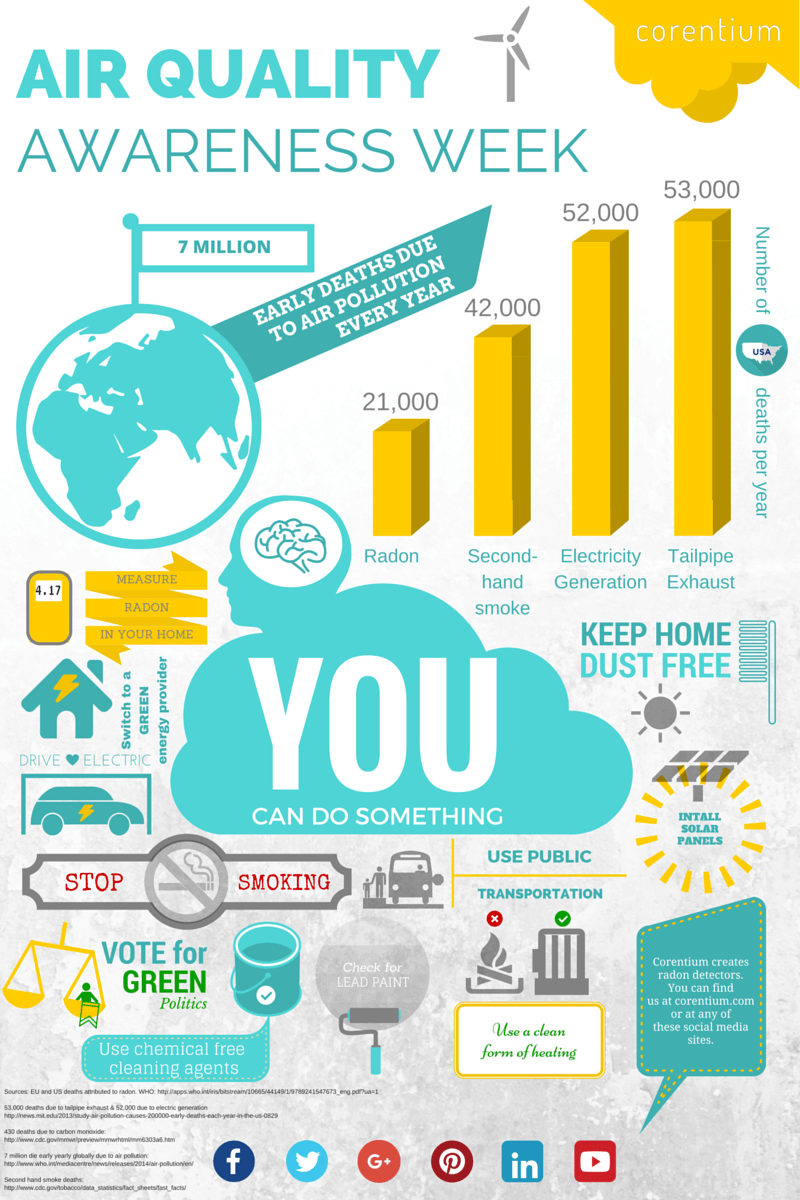 corentium
AIR QUALITY
AWARENESS WEEK
7 MILLION
EARLY DEATHS DUE
TO AIR POLLUTION
EVERY YEAR
21,000
42,000
52,000
53,000
Number of
USA
deaths per year
Radon
Second-
hand
smoke
Electricity
Generation
Tailpipe
Exhaust
4.17
MEASURE
RADON
IN YOUR HOME
Switch to a
GREEN
energy provider
DRIVE ELECTRIC
YOU
CAN DO SOMETHING
KEEP HOME
DUST FREE
INTALL
SOLAR
PANELS
STOP SMOKING
USE PUBLIC
TRANSPORTATION
VOTE for
GREEN
Politics
Use chemical free
cleaning agents
Check for
LEAD PAINT
Use a clean
form of heating
Corentium creates
radon detectors.
You can find
us at corentium.com
or at any of
these social media
sites.
Sources: EU and US deaths attributed to radon. WHO: http://apps.who.int/iris/bitstream/10665/44149/1/9789241547673_eng.pdf?ua=1
53,000 deaths due to tailpipe exhaust & 52,000 due to electric generation
http://news.mit.edu/2013/study-air-pollution-causes-200000-early-deaths-each-year-in-the-us-0829
430 deaths due to carbon monoxide:
http://www.cdc.gov/mmwr/preview/mmwrhtml/mm6303a6.htm
7 million die early yearly globally due to air pollution:
http://www.who.int/mediacentre/news/releases/2014/air-pollution/en/
Second hand smoke deaths:
http://www.cdc.gov/tobacco/data_statistics/fact_sheets/fast_facts/
f
G+
in